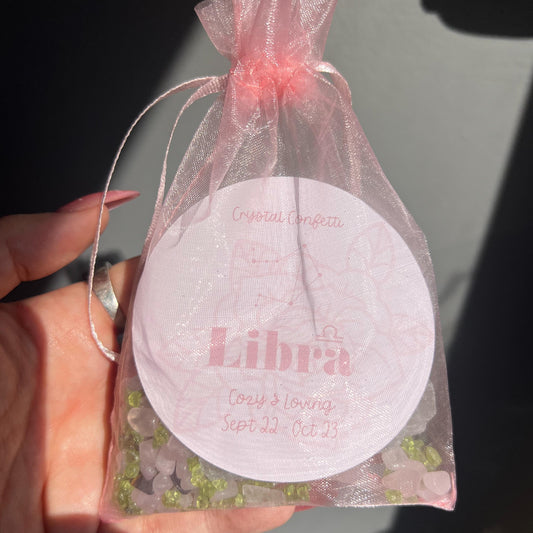 Crystal Confetti
♎
Libra
Cozy & Loving
Sept 22 - Oct 23